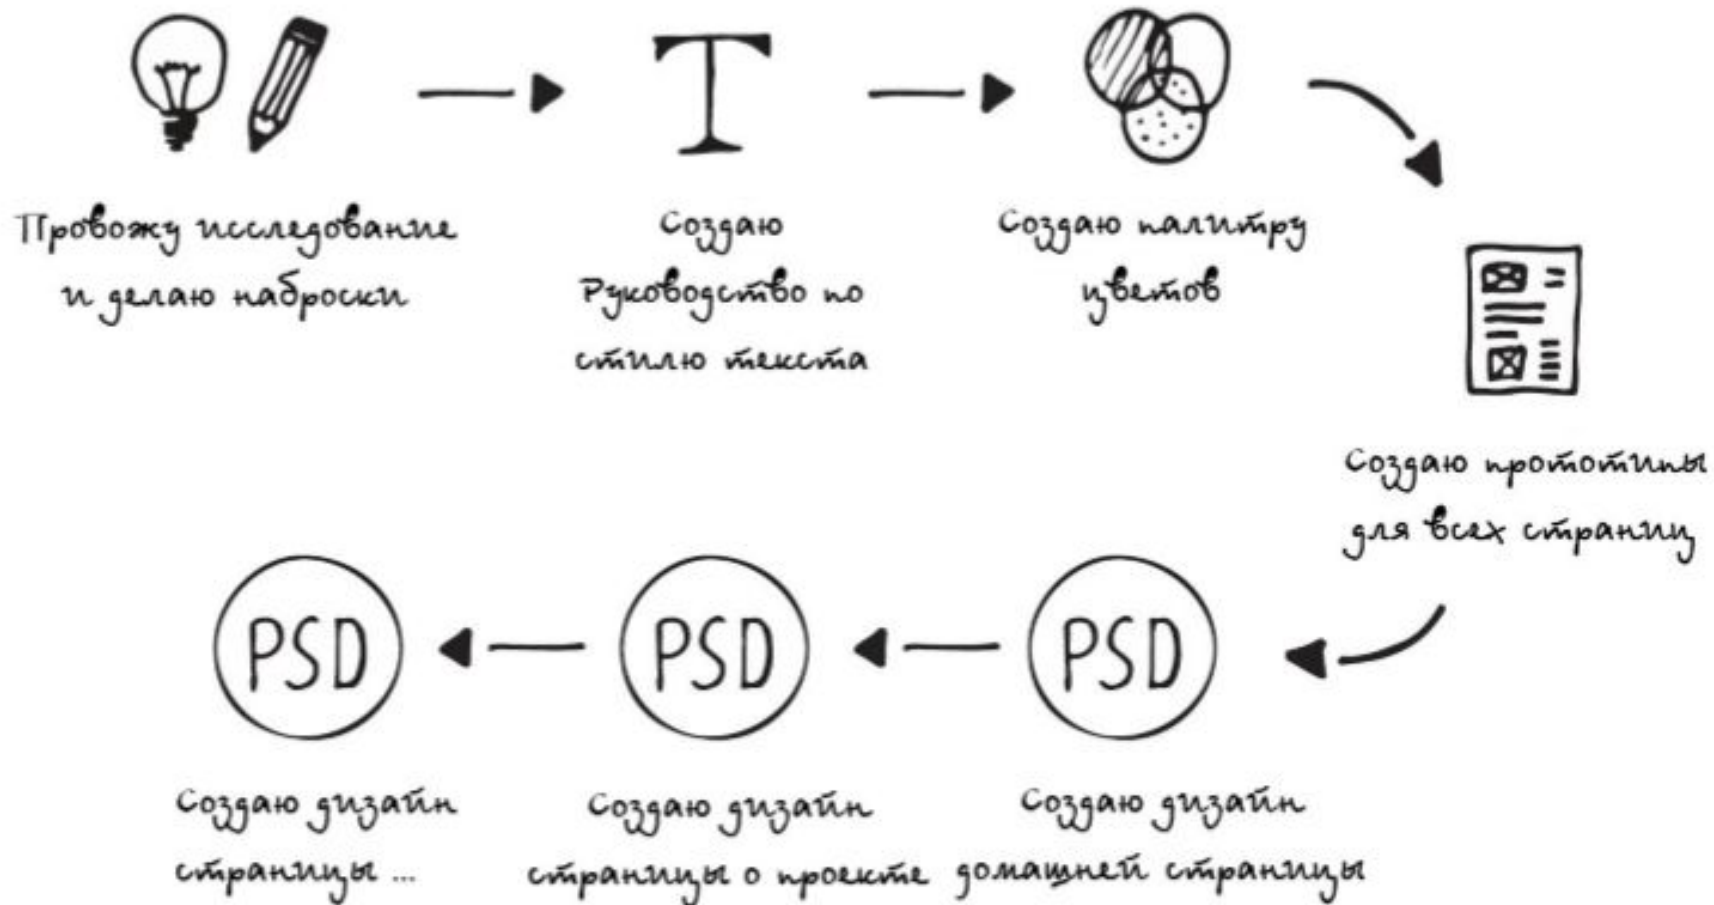 Провожу исследование
и делаю наброски
Создаю
Руководство по
стилю текста
Создаю палитру
цветов
Создаю прототипы
для всех страниц
PSD
Создаю дизайн
домашней страницы
PSD
Создаю дизайн
страницы о проекте
PSD
Создаю дизайн
страницы ...